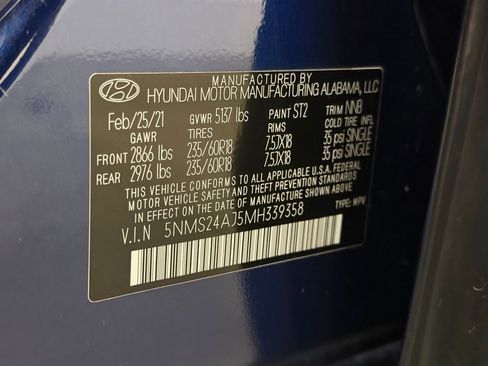 MANUFACTURED BY
HYUNDAI MOTOR MANUFACTURING ALABAMA, LLC
Feb/25/21 GVWR 5137 lbs PAINT ST2 TRIM NNB
GAWR TIRES RIMS COLD TIRE INFL
FRONT 2866 lbs 235/60R18 7.5JX18 35 psi SINGLE
REAR 2976 lbs 235/60R18 7.5JX18 35 psi SINGLE
THIS VEHICLE CONFORMS TO ALL APPLICABLE U.S.A. FEDERAL
MOTOR VEHICLE SAFETY AND THEFT PREVENTION STANDARDS
IN EFFECT ON THE DATE OF MANUFACTURE SHOWN ABOVE.
V.I.N 5NMS24AJ5MH339358 TYPE: MPV